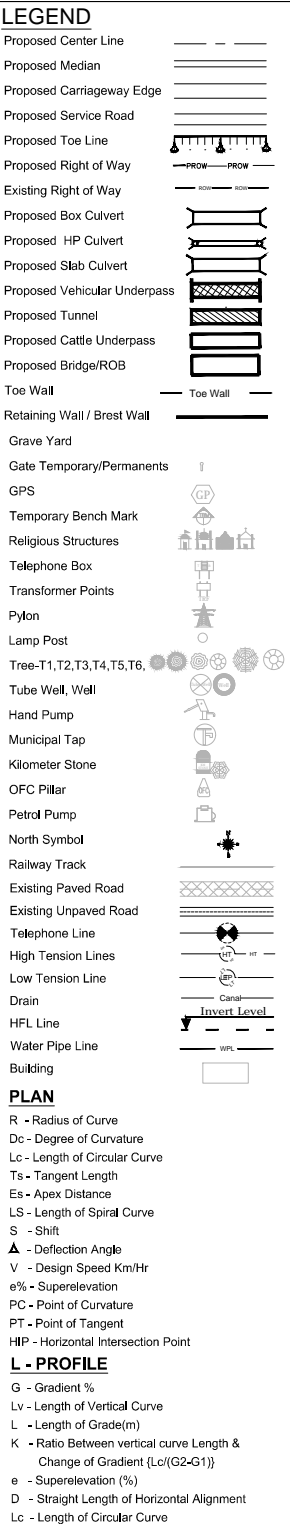 LEGEND
Proposed Center Line
Proposed Median
Proposed Carriageway Edge
Proposed Service Road
Proposed Toe Line
Proposed Right of Way PROW PROW
Existing Right of Way ROW ROW
Proposed Box Culvert
Proposed HP Culvert
Proposed Slab Culvert
Proposed Vehicular Underpass
Proposed Tunnel
Proposed Cattle Underpass
Proposed Bridge/ROB
Toe Wall Toe Wall
Retaining Wall / Brest Wall
Grave Yard
Gate Temporary/Permanents
GPS GP
Temporary Bench Mark
Religious Structures
Telephone Box
Transformer Points
Pylon
Lamp Post
Tree-T1,T2,T3,T4,T5,T6,
Tube Well, Well
Hand Pump
Municipal Tap
Kilometer Stone
OFC Pillar OFC
Petrol Pump
North Symbol
Railway Track
Existing Paved Road
Existing Unpaved Road
Telephone Line
High Tension Lines HT HT
Low Tension Line
Drain Canal
Invert Level
HFL Line
Water Pipe Line WPL
Building
PLAN
R - Radius of Curve
Dc - Degree of Curvature
Lc - Length of Circular Curve
Ts - Tangent Length
Es - Apex Distance
LS - Length of Spiral Curve
S - Shift
Δ - Deflection Angle
V - Design Speed Km/Hr
e% - Superelevation
PC - Point of Curvature
PT - Point of Tangent
HIP - Horizontal Intersection Point
L - PROFILE
G - Gradient %
Lv - Length of Vertical Curve
L - Length of Grade(m)
K - Ratio Between vertical curve Length &
Change of Gradient {Lc/(G2-G1)}
e - Superelevation (%)
D - Straight Length of Horizontal Alignment
Lc - Length of Circular Curve